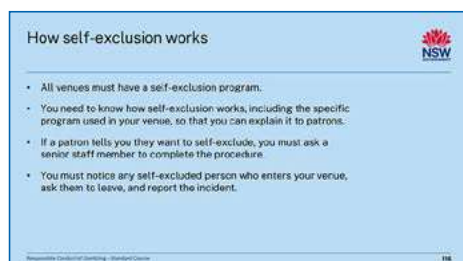 How self-exclusion works
NSW
GOVERNMENT
• All venues must have a self-exclusion program.
• You need to know how self-exclusion works, including the specific
program used in your venue, so that you can explain it to patrons.
• If a patron tells you they want to self-exclude, you must ask a
senior staff member to complete the procedure.
• You must notice any self-excluded person who enters your venue,
ask them to leave, and report the incident.
Responsible Conduct of Gambling - Standard Course